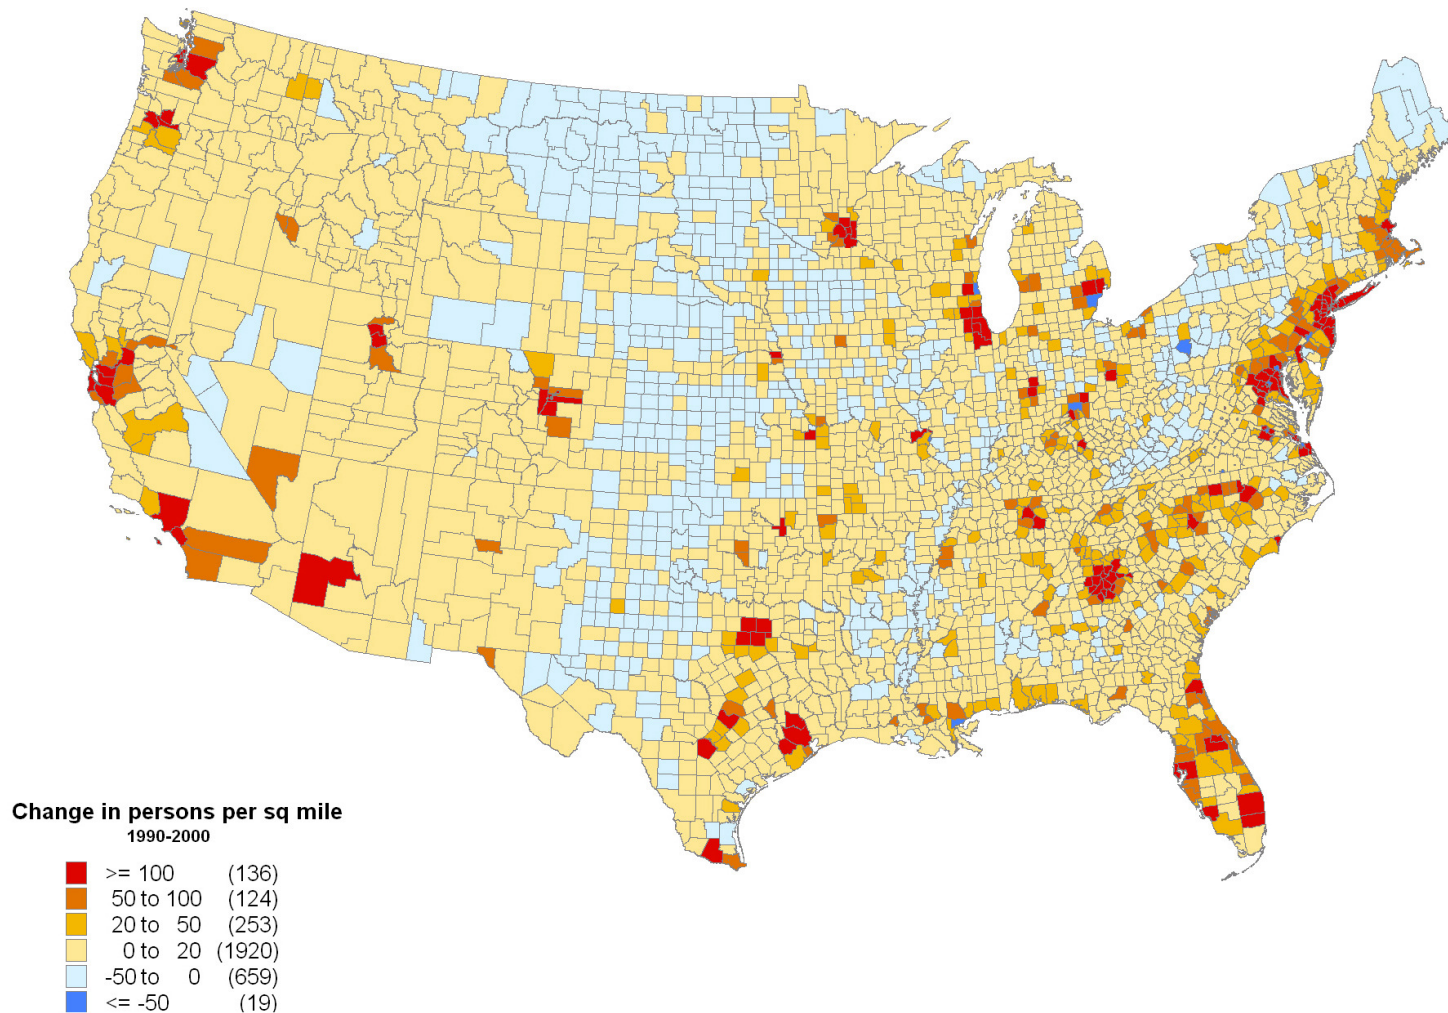 Change in persons per sq mile
1990-2000
>= 100 (136)
50 to 100 (124)
20 to 50 (253)
0 to 20 (1920)
-50 to 0 (659)
<= -50 (19)